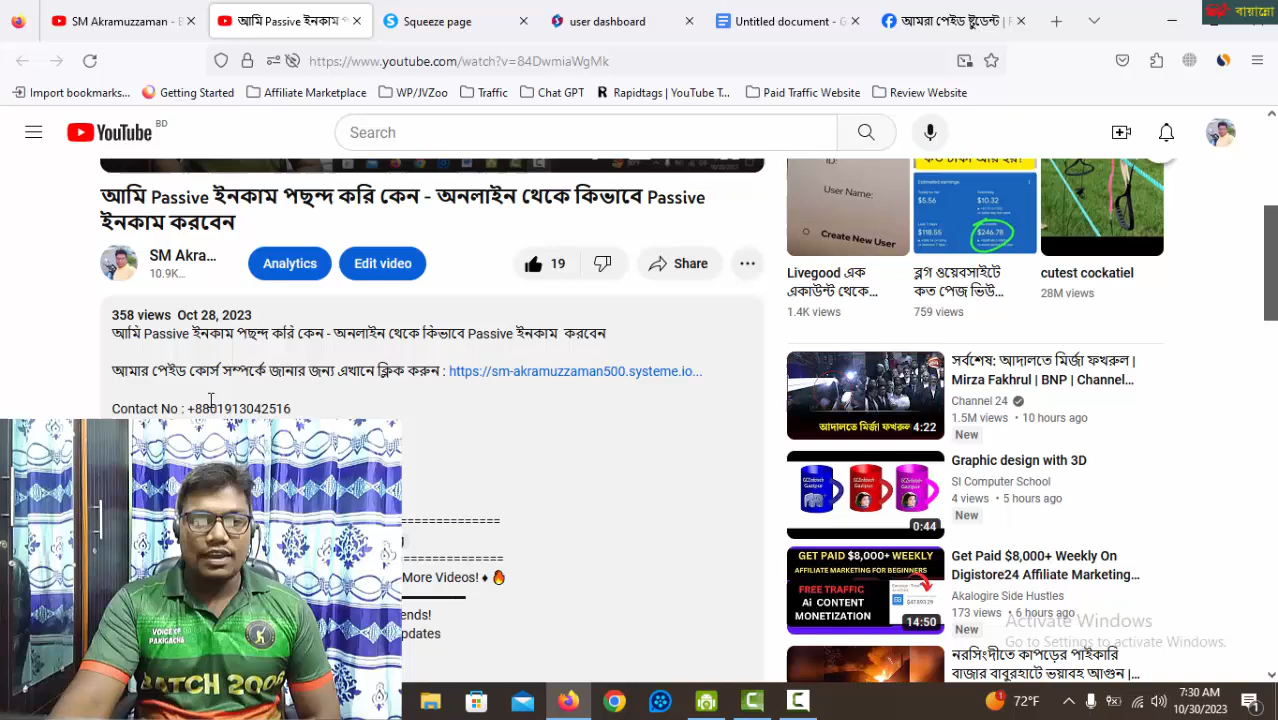 SM Akramuzzaman - E
আমি Passive ইনকাম প
Squeeze page
user dashboard
Untitled document - G
আমরা পেইড স্টুডেন্ট | F
বায়ান্নো
https://www.youtube.com/watch?v=84DwmiaWgMk
Import bookmarks...
Getting Started
Affiliate Marketplace
WP/JVZoo
Traffic
Chat GPT
Rapidtags | YouTube T...
Paid Traffic Website
Review Website
YouTube BD
Search
আমি Passive ইনকাম পছন্দ করি কেন - অনলাইন থেকে কিভাবে Passive
ইনকাম করবেন
SM Akra...
10.9K...
Analytics
Edit video
19
Share
358 views Oct 28, 2023
আমি Passive ইনকাম পছন্দ করি কেন - অনলাইন থেকে কিভাবে Passive ইনকাম করবেন
আমার পেইড কোর্স সম্পর্কে জানার জন্য এখানে ক্লিক করুন : https://sm-akramuzzaman500.systeme.io...
Contact No : +8801913042516
==============
==============
More Videos! ♦ 🔥
ends!
pdates
VOICE OF
PAKIGACHA
BATCH 2009
ID:
User Name:
Create New User
Livegood এক
একাউন্ট থেকে...
1.4K views
কত টাকা আয় হয়?
Estimated earnings
$5.56
$10.32
$118.55
$246.78
ব্লগ ওয়েবসাইটে
কত পেজ ভিউ...
759 views
cutest cockatiel
28M views
আদালতে মির্জা ফখরুল
4:22
সর্বশেষ: আদালতে মির্জা ফখরুল |
Mirza Fakhrul | BNP | Channel...
Channel 24
1.5M views • 10 hours ago
New
0:44
Graphic design with 3D
SI Computer School
4 views • 5 hours ago
New
GET PAID $8,000+ WEEKLY
AFFILIATE MARKETING FOR BEGINNERS
FREE TRAFFIC
Ai CONTENT
MONETIZATION
14:50
Get Paid $8,000+ Weekly On
Digistore24 Affiliate Marketing...
Akalogire Side Hustles
173 views • 6 hours ago
New
Activate Windows
Go to Settings to activate Windows.
নরসিংদীতে কাপড়ের পাইকারি
বাজার বাবুরহাটে ভয়াবহ আগুন |...
72°F
7:30 AM
10/30/2023